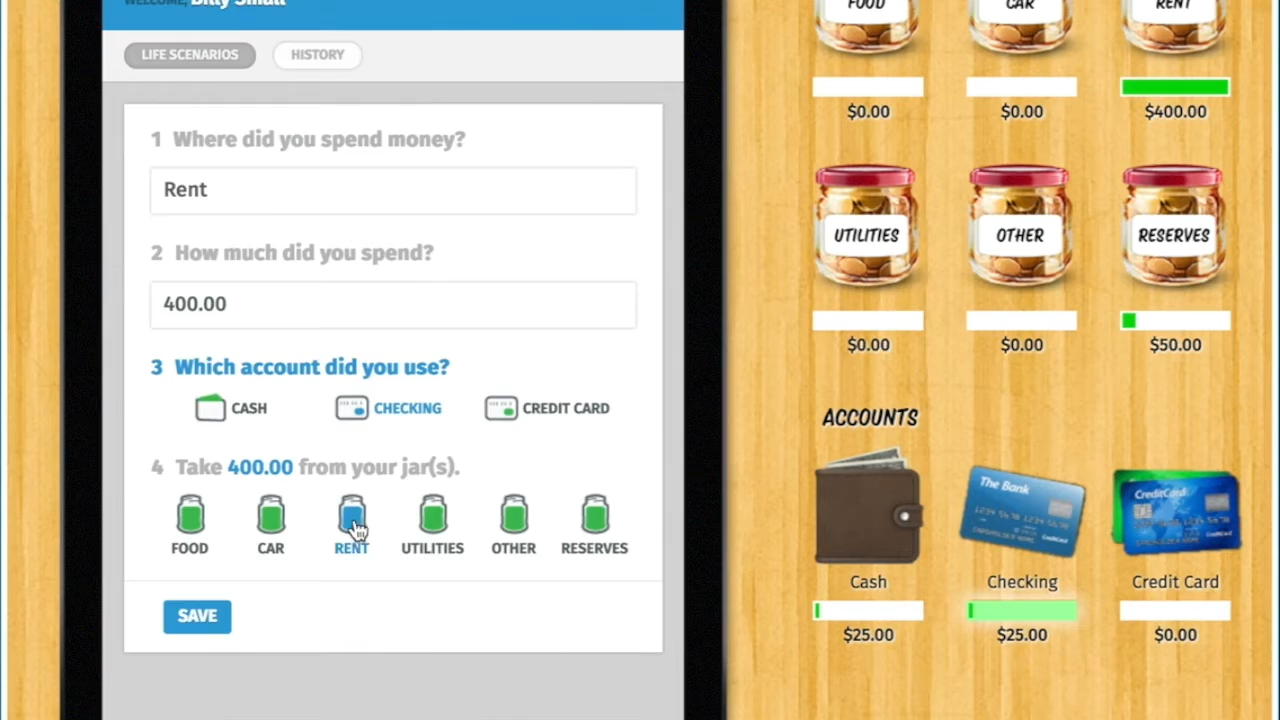 WELCOME, Billy Small
LIFE SCENARIOS
HISTORY
1 Where did you spend money?
Rent
2 How much did you spend?
400.00
3 Which account did you use?
CASH
CHECKING
CREDIT CARD
4 Take 400.00 from your jar(s).
FOOD
CAR
RENT
UTILITIES
OTHER
RESERVES
SAVE
FOOD
CAR
RENT
$0.00
$0.00
$400.00
UTILITIES
OTHER
RESERVES
$0.00
$0.00
$50.00
ACCOUNTS
The Bank
CreditCard
Cash
Checking
Credit Card
$25.00
$25.00
$0.00